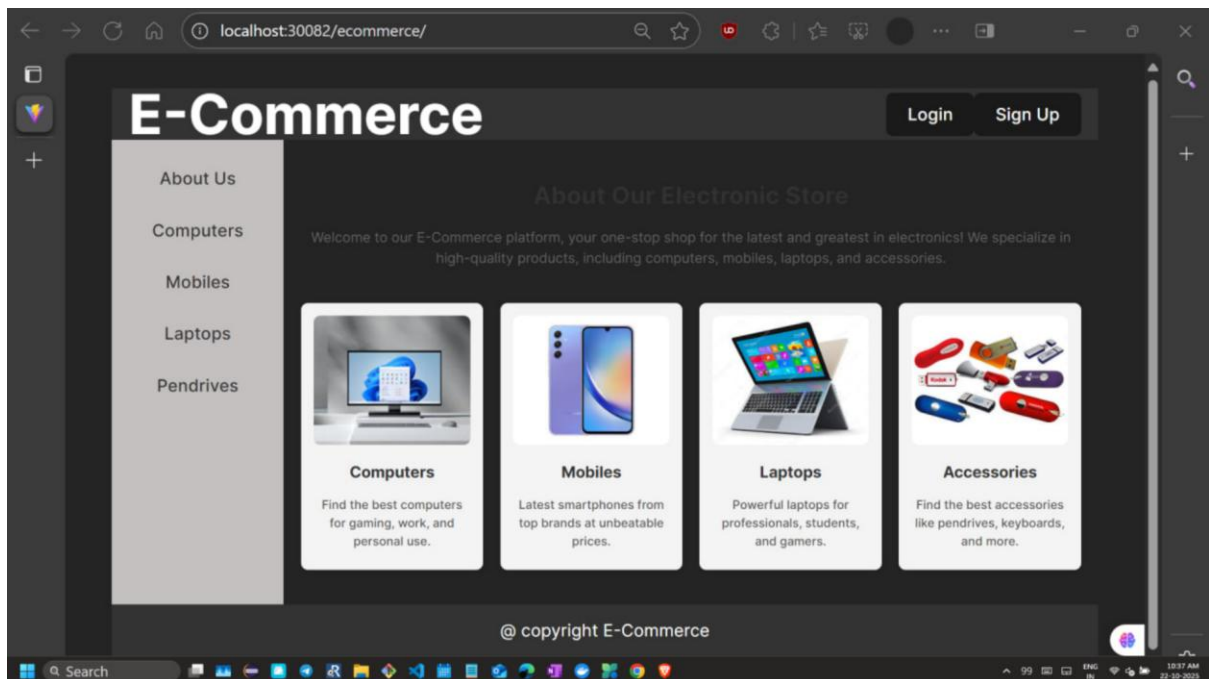 localhost:30082/ecommerce/
E-Commerce
Login
Sign Up
About Us
Computers
Mobiles
Laptops
Pendrives
About Our Electronic Store
Welcome to our E-Commerce platform, your one-stop shop for the latest and greatest in electronics! We specialize in
high-quality products, including computers, mobiles, laptops, and accessories.
Computers
Find the best computers
for gaming, work, and
personal use.
Mobiles
Latest smartphones from
top brands at unbeatable
prices.
Laptops
Powerful laptops for
professionals, students,
and gamers.
Accessories
Find the best accessories
like pendrives, keyboards,
and more.
@ copyright E-Commerce
Search
99
ENG
IN
10:37 AM
22-10-2025